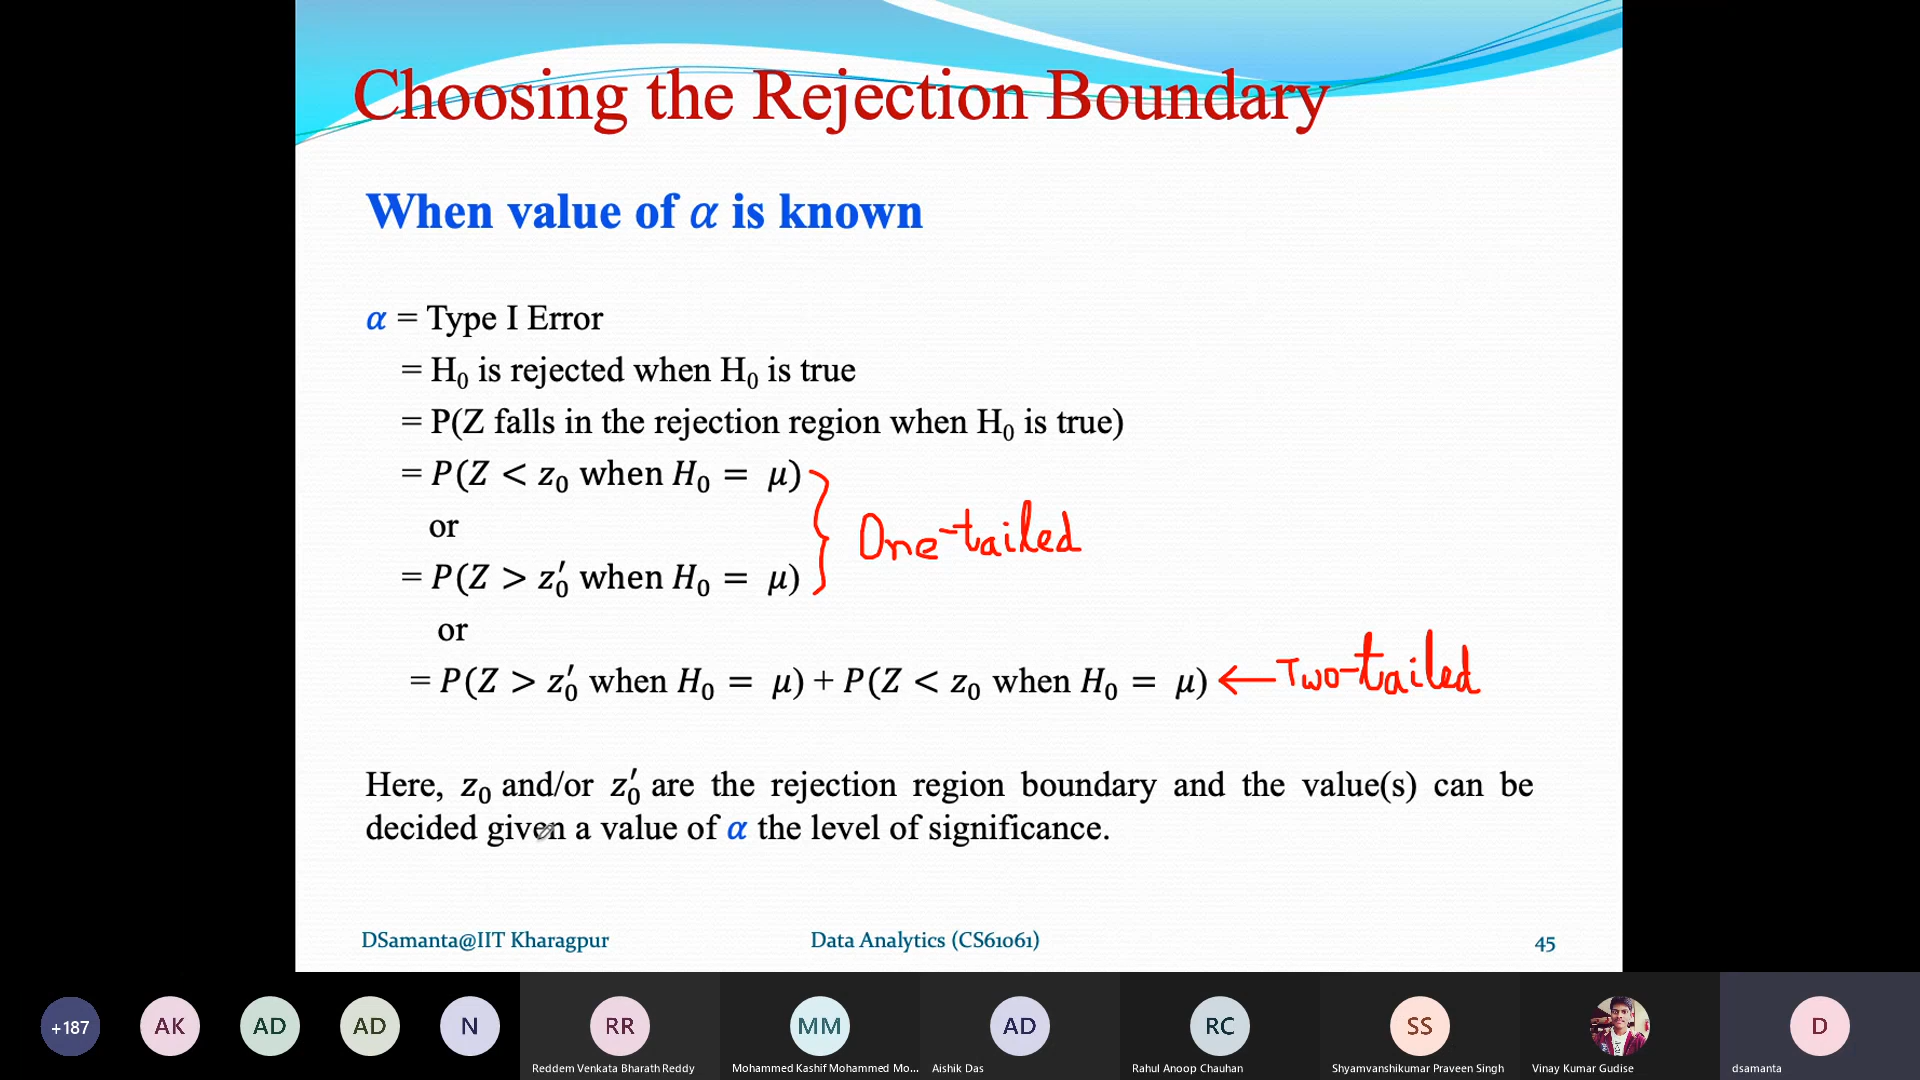 Choosing the Rejection Boundary
When value of α is known
α = Type I Error
= H₀ is rejected when H₀ is true
= P(Z falls in the rejection region when H₀ is true)
= P(Z < z₀ when H₀ = μ)
or
One-tailed
= P(Z > z₀′ when H₀ = μ)
or
= P(Z > z₀′ when H₀ = μ) + P(Z < z₀ when H₀ = μ) ← Two-tailed
Here, z₀ and/or z₀′ are the rejection region boundary and the value(s) can be
decided given a value of α the level of significance.
DSamanta@IIT Kharagpur Data Analytics (CS61061) 45
+187 AK AD AD N RR MM AD RC SS D
Reddem Venkata Bharath Reddy Mohammed Kashif Mohammed Mo... Aishik Das Rahul Anoop Chauhan Shyamvanshikumar Praveen Singh Vinay Kumar Gudise dsamanta